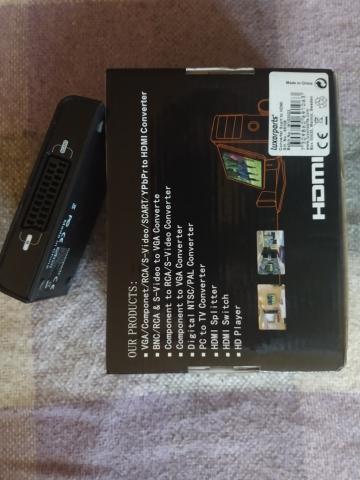 OUR PRODUCTS:
VGA/Componet/RCA/S-Video/SCART/YPbPr to HDMI Converter
BNC/RCA & S-Video to VGA Converte
Component to RCA/S-Video Converter
Component to VGA Converter
Digital NTSC/PAL Converter
PC to TV Converter
HDMI Splitter
HDMI Switch
HD Player
HDMI
luxorparts
Made in China
CE